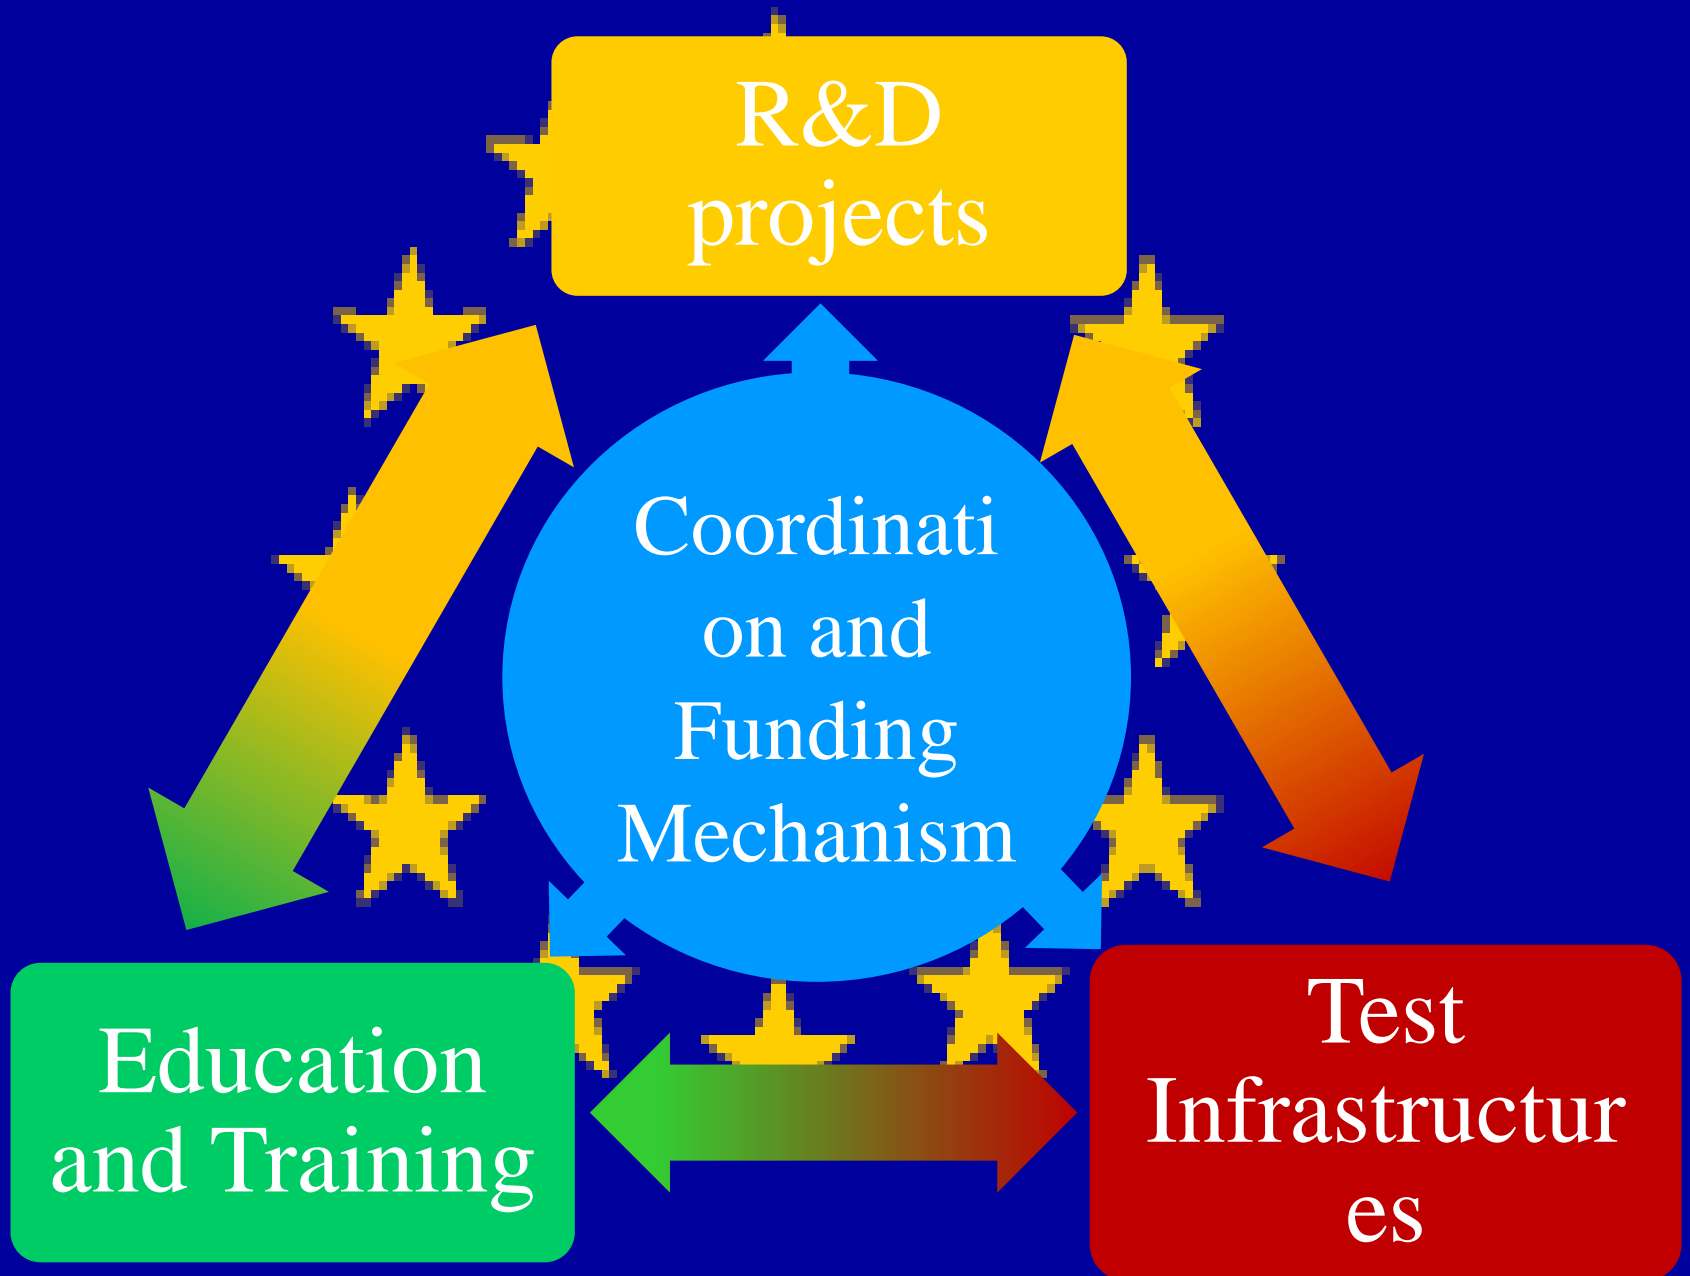 R&D
projects
Coordinati
on and
Funding
Mechanism
Education
and Training
Test
Infrastructur
es